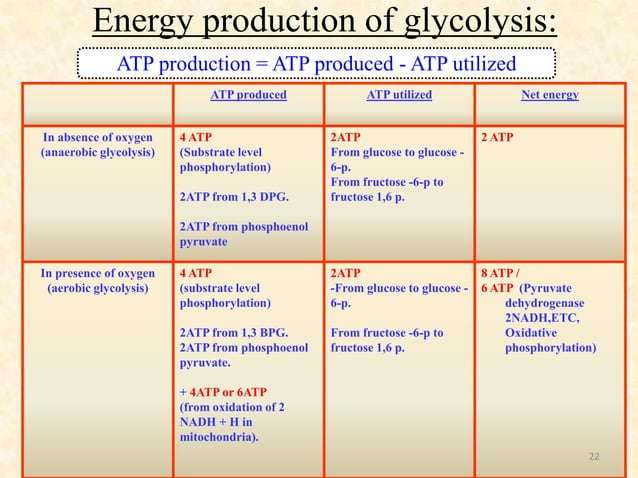 Energy production of glycolysis:
ATP production = ATP produced - ATP utilized
ATP produced
ATP utilized
Net energy
In absence of oxygen
(anaerobic glycolysis)
4 ATP
(Substrate level
phosphorylation)
2ATP from 1,3 DPG.
2ATP from phosphoenol
pyruvate
2ATP
From glucose to glucose -
6-p.
From fructose -6-p to
fructose 1,6 p.
2 ATP
In presence of oxygen
(aerobic glycolysis)
4 ATP
(substrate level
phosphorylation)
2ATP from 1,3 BPG.
2ATP from phosphoenol
pyruvate.
+ 4ATP or 6ATP
(from oxidation of 2
NADH + H in
mitochondria).
2ATP
-From glucose to glucose -
6-p.
From fructose -6-p to
fructose 1,6 p.
8 ATP /
6 ATP (Pyruvate
dehydrogenase
2NADH,ETC,
Oxidative
phosphorylation)
22